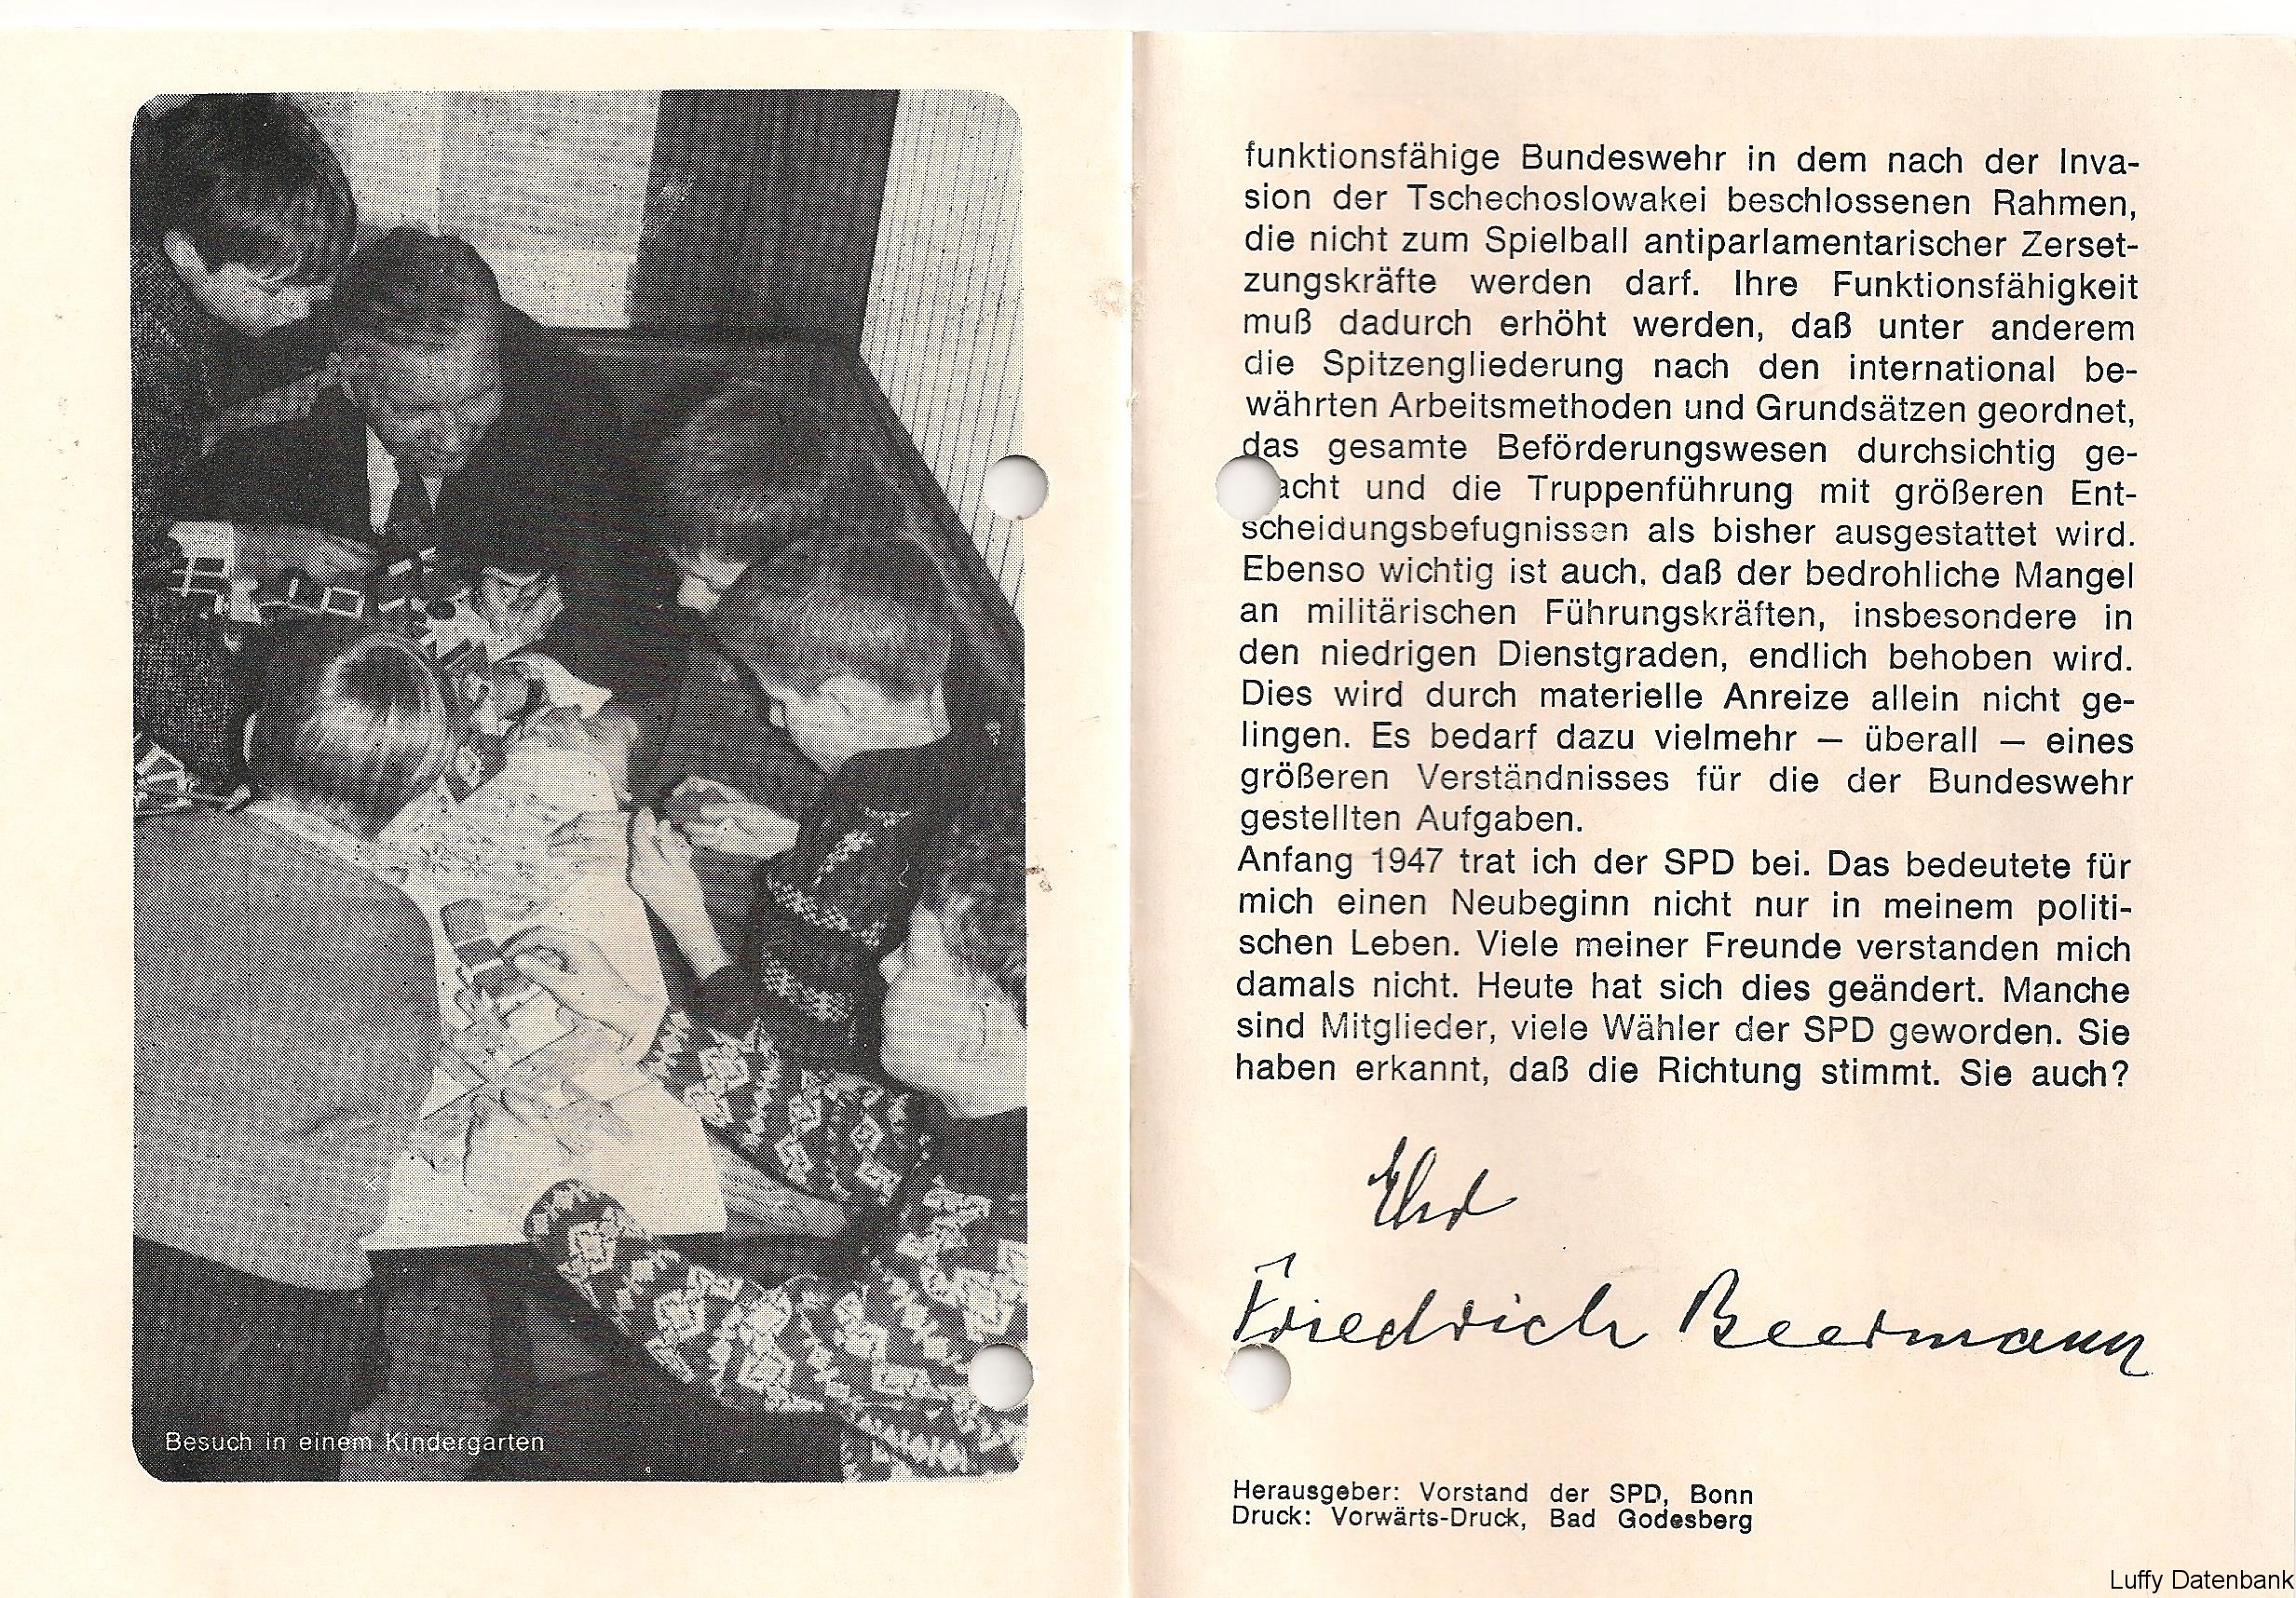 Besuch in einem Kindergarten
funktionsfähige Bundeswehr in dem nach der Inva-
sion der Tschechoslowakei beschlossenen Rahmen,
die nicht zum Spielball antiparlamentarischer Zerset-
zungskräfte werden darf. Ihre Funktionsfähigkeit
muß dadurch erhöht werden, daß unter anderem
die Spitzengliederung nach den international be-
währten Arbeitsmethoden und Grundsätzen geordnet,
das gesamte Beförderungswesen durchsichtig ge-
acht und die Truppenführung mit größeren Ent-
scheidungsbefugnissen als bisher ausgestattet wird.
Ebenso wichtig ist auch, daß der bedrohliche Mangel
an militärischen Führungskräften, insbesondere in
den niedrigen Dienstgraden, endlich behoben wird.
Dies wird durch materielle Anreize allein nicht ge-
lingen. Es bedarf dazu vielmehr – überall – eines
größeren Verständnisses für die der Bundeswehr
gestellten Aufgaben.
Anfang 1947 trat ich der SPD bei. Das bedeutete für
mich einen Neubeginn nicht nur in meinem politi-
schen Leben. Viele meiner Freunde verstanden mich
damals nicht. Heute hat sich dies geändert. Manche
sind Mitglieder, viele Wähler der SPD geworden. Sie
haben erkannt, daß die Richtung stimmt. Sie auch?
Ihr
Friedrich Beermann
Herausgeber: Vorstand der SPD, Bonn
Druck: Vorwärts-Druck, Bad Godesberg
Luffy Datenbank